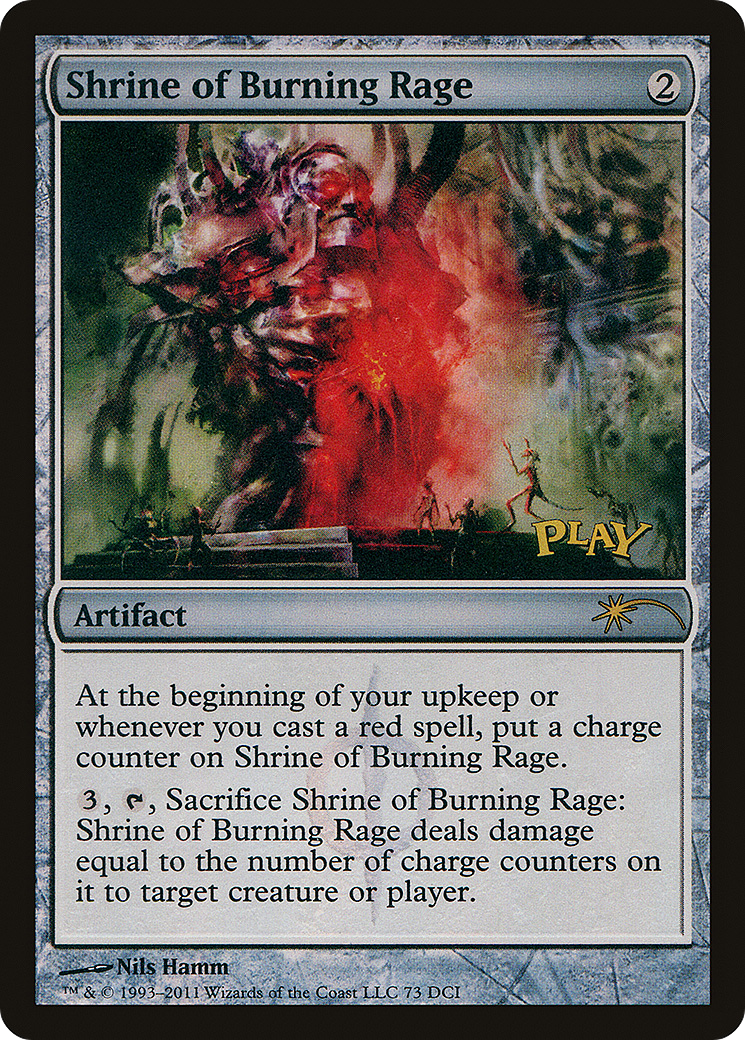 Shrine of Burning Rage 2
PLAY
Artifact
At the beginning of your upkeep or
whenever you cast a red spell, put a charge
counter on Shrine of Burning Rage.
3, , Sacrifice Shrine of Burning Rage:
Shrine of Burning Rage deals damage
equal to the number of charge counters on
it to target creature or player.
Nils Hamm
™ & © 1993–2011 Wizards of the Coast LLC 73 DCI